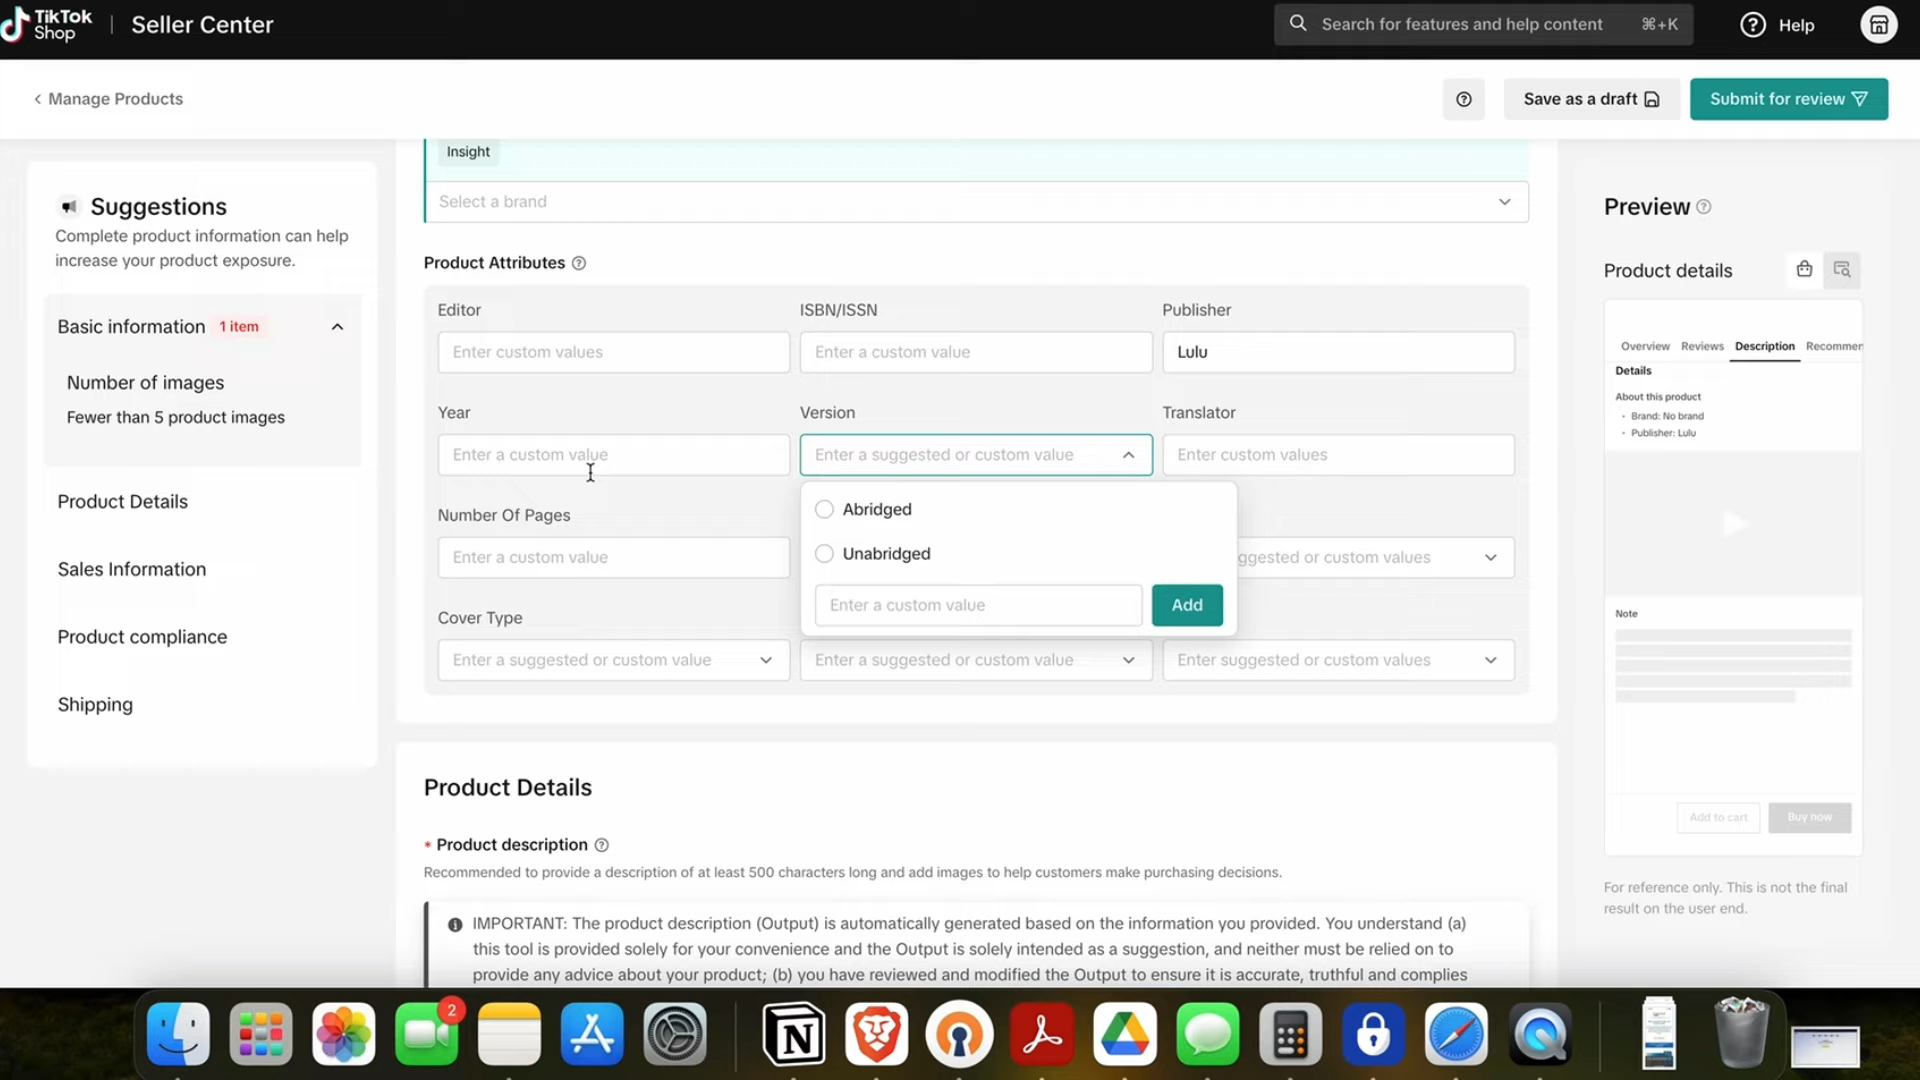 TikTok
Shop
Seller Center
Search for features and help content
⌘+K
Help
Manage Products
Save as a draft
Submit for review
Suggestions
Complete product information can help
increase your product exposure.
Basic information 1 item
Number of images
Fewer than 5 product images
Product Details
Sales Information
Product compliance
Shipping
Insight
Select a brand
Product Attributes
Editor
ISBN/ISSN
Publisher
Enter custom values
Enter a custom value
Lulu
Year
Version
Translator
Enter a custom value
Enter a suggested or custom value
Enter custom values
Abridged
Unabridged
Enter a custom value
Add
Number Of Pages
Enter a custom value
ggested or custom values
Cover Type
Enter a suggested or custom value
Enter a suggested or custom value
Enter suggested or custom values
Product Details
* Product description
Recommended to provide a description of at least 500 characters long and add images to help customers make purchasing decisions.
IMPORTANT: The product description (Output) is automatically generated based on the information you provided. You understand (a)
this tool is provided solely for your convenience and the Output is solely intended as a suggestion, and neither must be relied on to
provide any advice about your product; (b) you have reviewed and modified the Output to ensure it is accurate, truthful and complies
Preview
Product details
Overview Reviews Description Recommen
Details
About this product
Brand: No brand
Publisher: Lulu
Note
Add to cart
Buy now
For reference only. This is not the final
result on the user end.
2